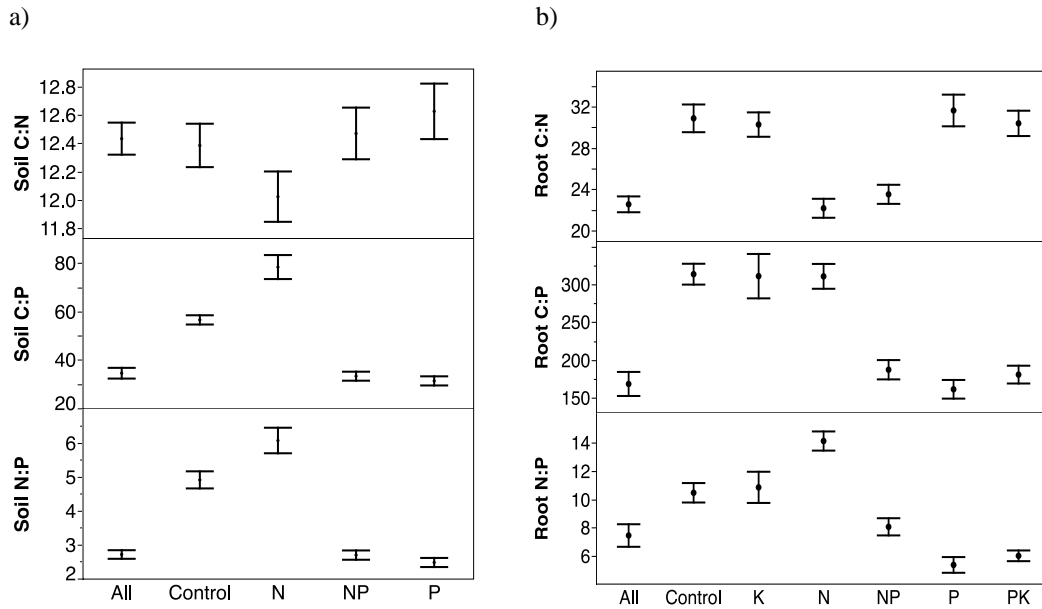 a)
b)
Soil C:N
12.8
12.6
12.4
12.2
12.0
11.8
Soil C:P
80
60
40
20
Soil N:P
6
5
4
3
2
All Control N NP P
Root C:N
32
28
24
20
Root C:P
300
250
200
150
Root N:P
14
12
10
8
6
All Control K N NP P PK